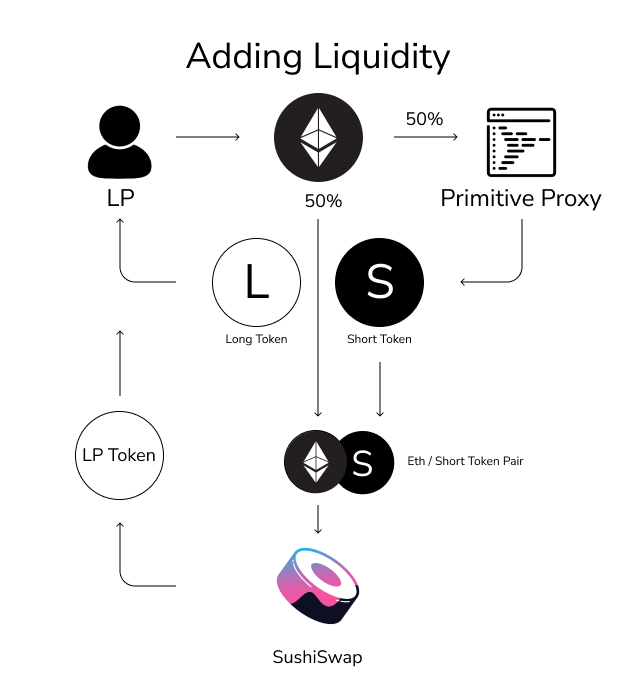 Adding Liquidity
50%
LP
50%
Primitive Proxy
L
S
Long Token
Short Token
LP Token
S
Eth / Short Token Pair
SushiSwap